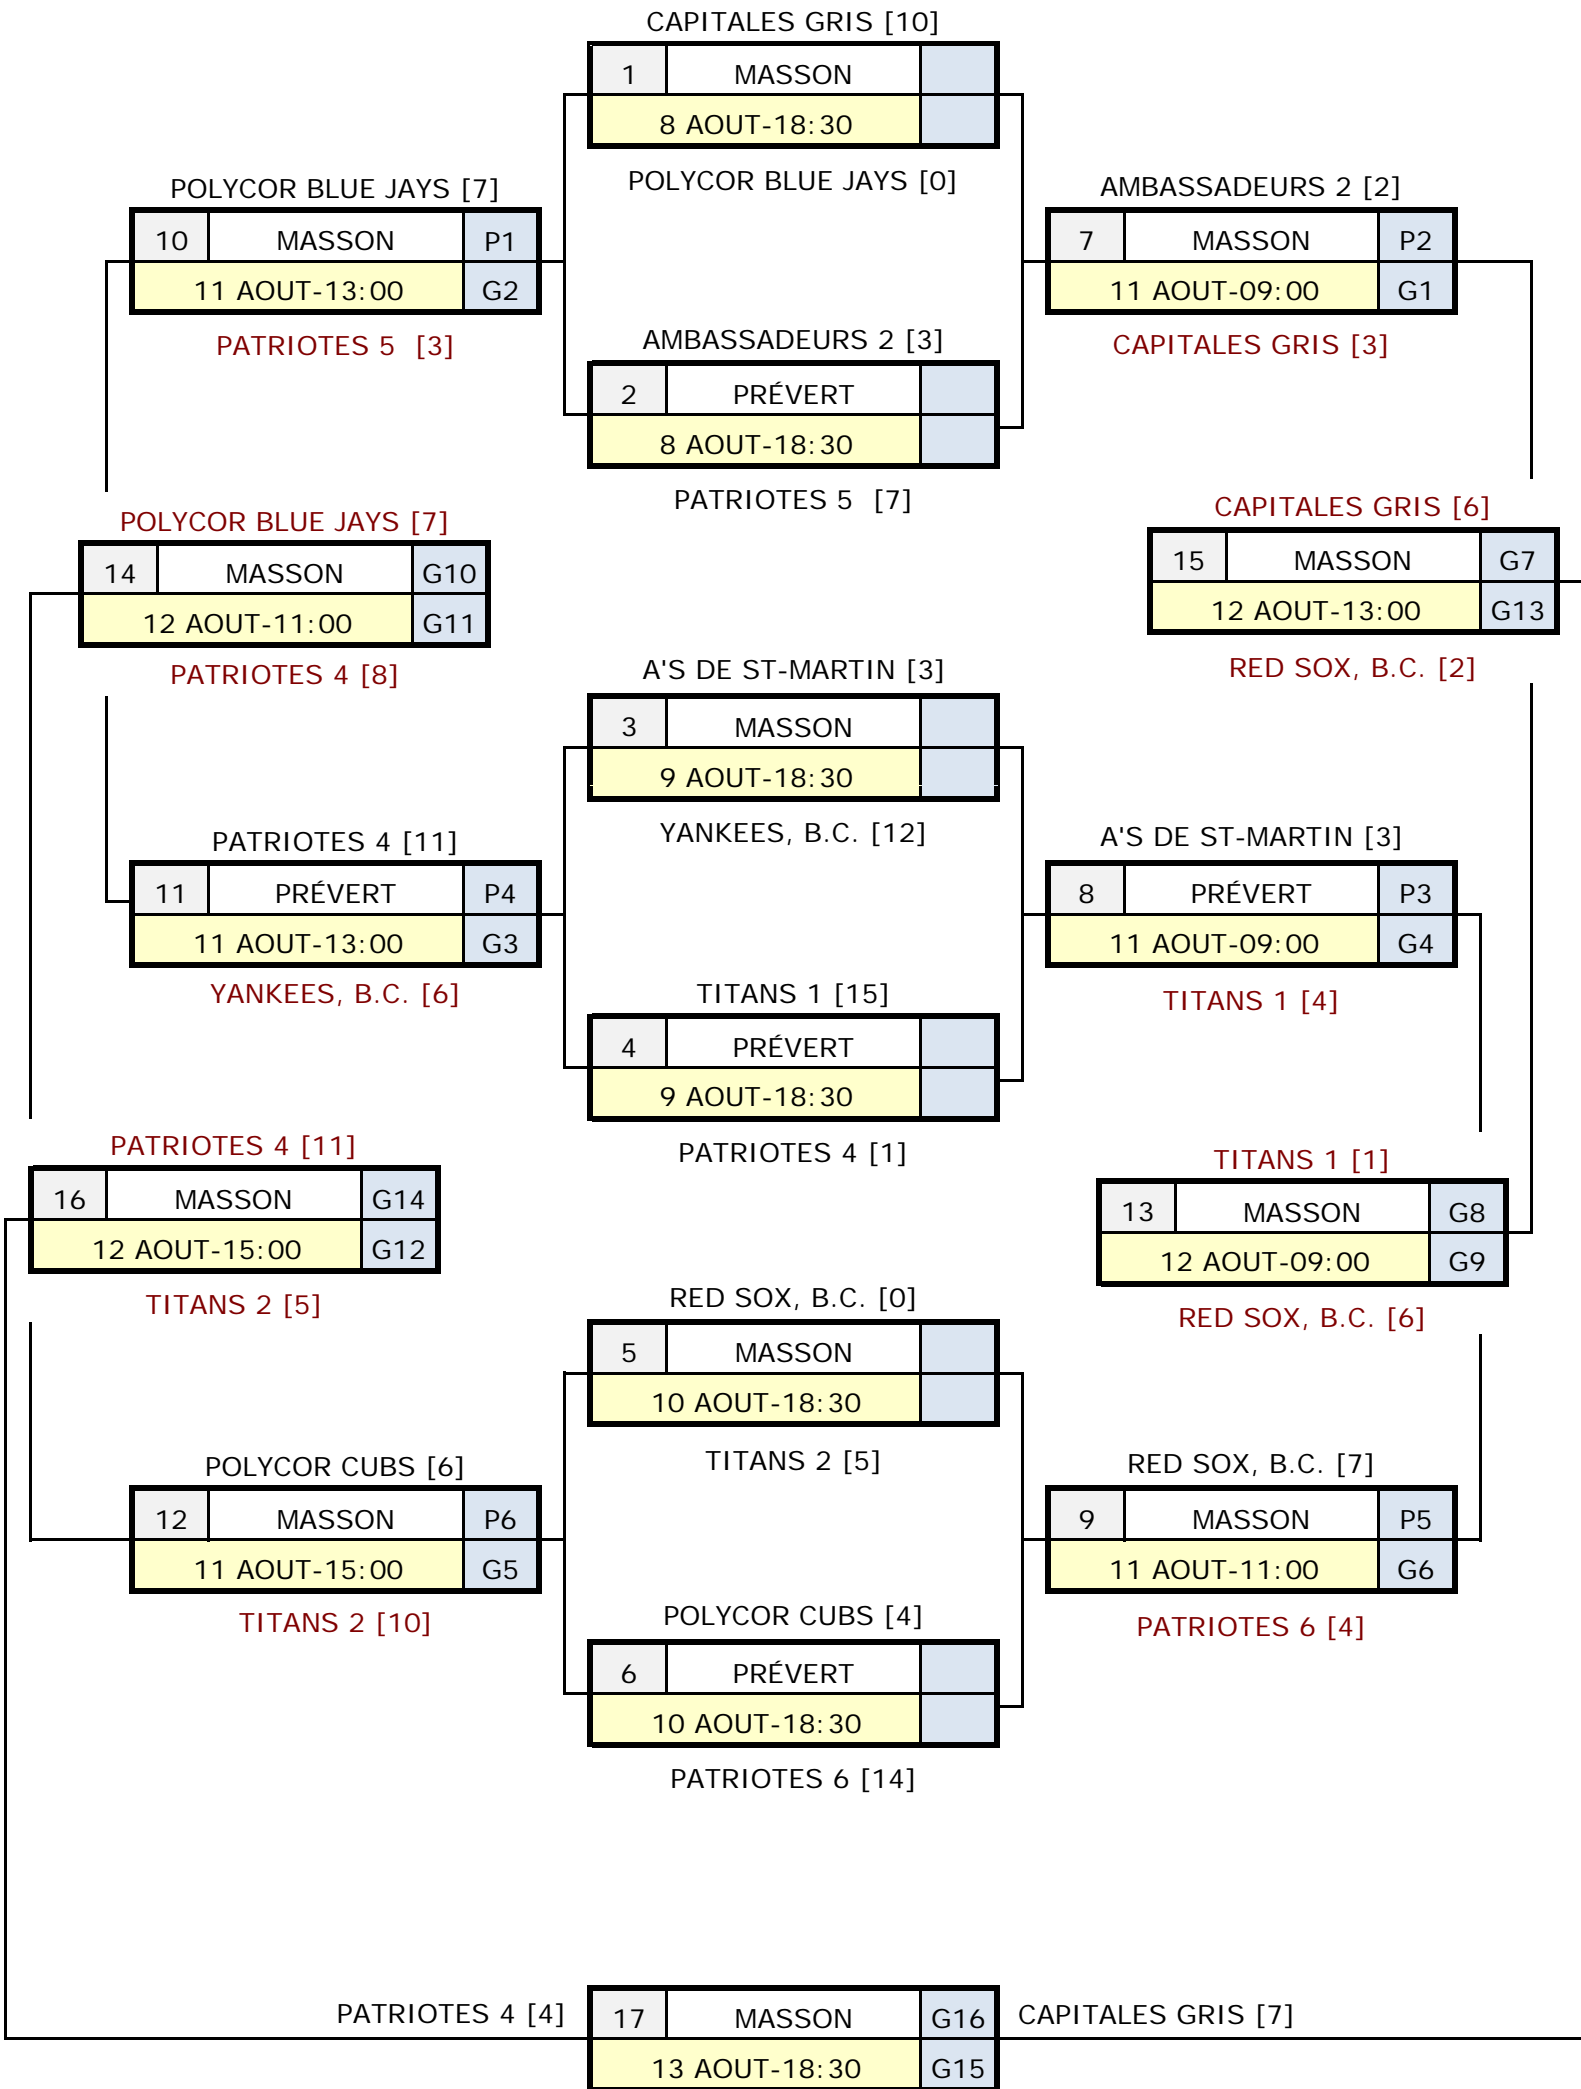 CAPITALES GRIS [10]
1 MASSON
8 AOUT-18:30
POLYCOR BLUE JAYS [0]
POLYCOR BLUE JAYS [7]
10 MASSON P1
11 AOUT-13:00 G2
PATRIOTES 5 [3]
AMBASSADEURS 2 [2]
7 MASSON P2
11 AOUT-09:00 G1
CAPITALES GRIS [3]
AMBASSADEURS 2 [3]
2 PRÉVERT
8 AOUT-18:30
PATRIOTES 5 [7]
POLYCOR BLUE JAYS [7]
14 MASSON G10
12 AOUT-11:00 G11
PATRIOTES 4 [8]
CAPITALES GRIS [6]
15 MASSON G7
12 AOUT-13:00 G13
RED SOX, B.C. [2]
A'S DE ST-MARTIN [3]
3 MASSON
9 AOUT-18:30
YANKEES, B.C. [12]
PATRIOTES 4 [11]
11 PRÉVERT P4
11 AOUT-13:00 G3
YANKEES, B.C. [6]
A'S DE ST-MARTIN [3]
8 PRÉVERT P3
11 AOUT-09:00 G4
TITANS 1 [4]
TITANS 1 [15]
4 PRÉVERT
9 AOUT-18:30
PATRIOTES 4 [1]
PATRIOTES 4 [11]
16 MASSON G14
12 AOUT-15:00 G12
TITANS 2 [5]
TITANS 1 [1]
13 MASSON G8
12 AOUT-09:00 G9
RED SOX, B.C. [6]
RED SOX, B.C. [0]
5 MASSON
10 AOUT-18:30
TITANS 2 [5]
POLYCOR CUBS [6]
12 MASSON P6
11 AOUT-15:00 G5
TITANS 2 [10]
RED SOX, B.C. [7]
9 MASSON P5
11 AOUT-11:00 G6
PATRIOTES 6 [4]
POLYCOR CUBS [4]
6 PRÉVERT
10 AOUT-18:30
PATRIOTES 6 [14]
PATRIOTES 4 [4] 17 MASSON G16 CAPITALES GRIS [7]
13 AOUT-18:30 G15